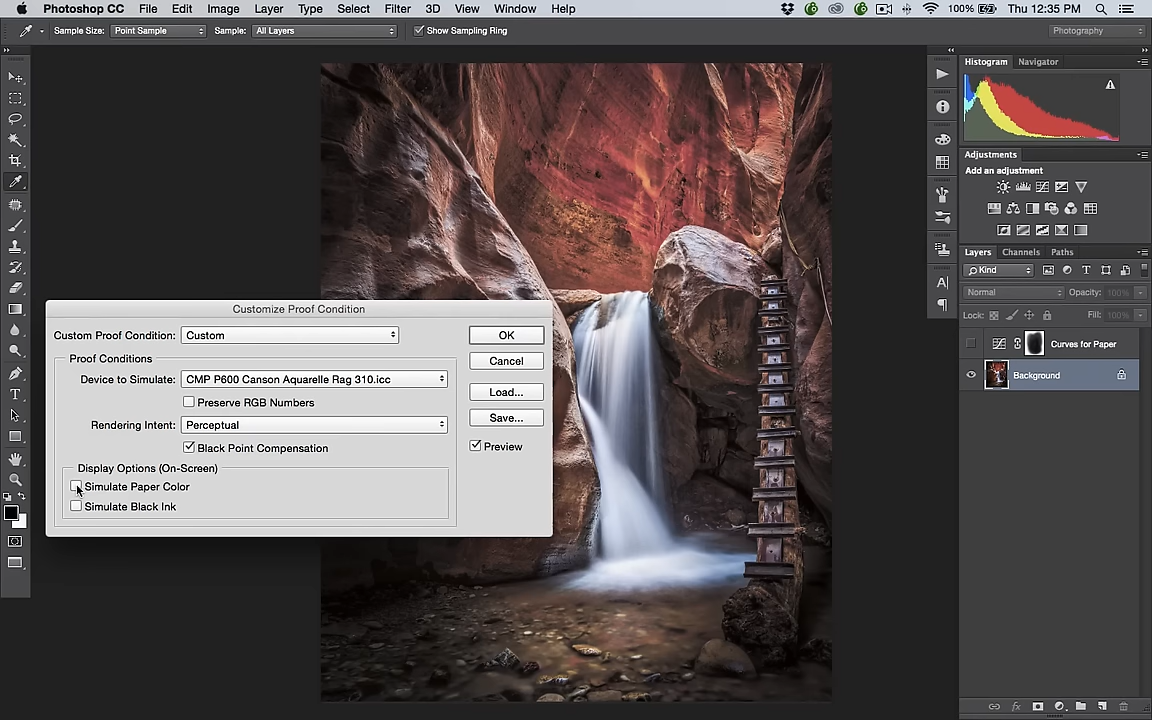 Photoshop CC File Edit Image Layer Type Select Filter 3D View Window Help 100% Thu 12:35 PM
Sample Size: Point Sample Sample: All Layers Show Sampling Ring Photography
Histogram Navigator
Adjustments
Add an adjustment
Layers Channels Paths
Kind
Normal Opacity: 100%
Lock: Fill: 100%
Curves for Paper
Background
Customize Proof Condition
Custom Proof Condition: Custom
OK
Proof Conditions
Cancel
Device to Simulate: CMP P600 Canson Aquarelle Rag 310.icc
Load...
Preserve RGB Numbers
Rendering Intent: Perceptual
Save...
Black Point Compensation
Preview
Display Options (On-Screen)
Simulate Paper Color
Simulate Black Ink